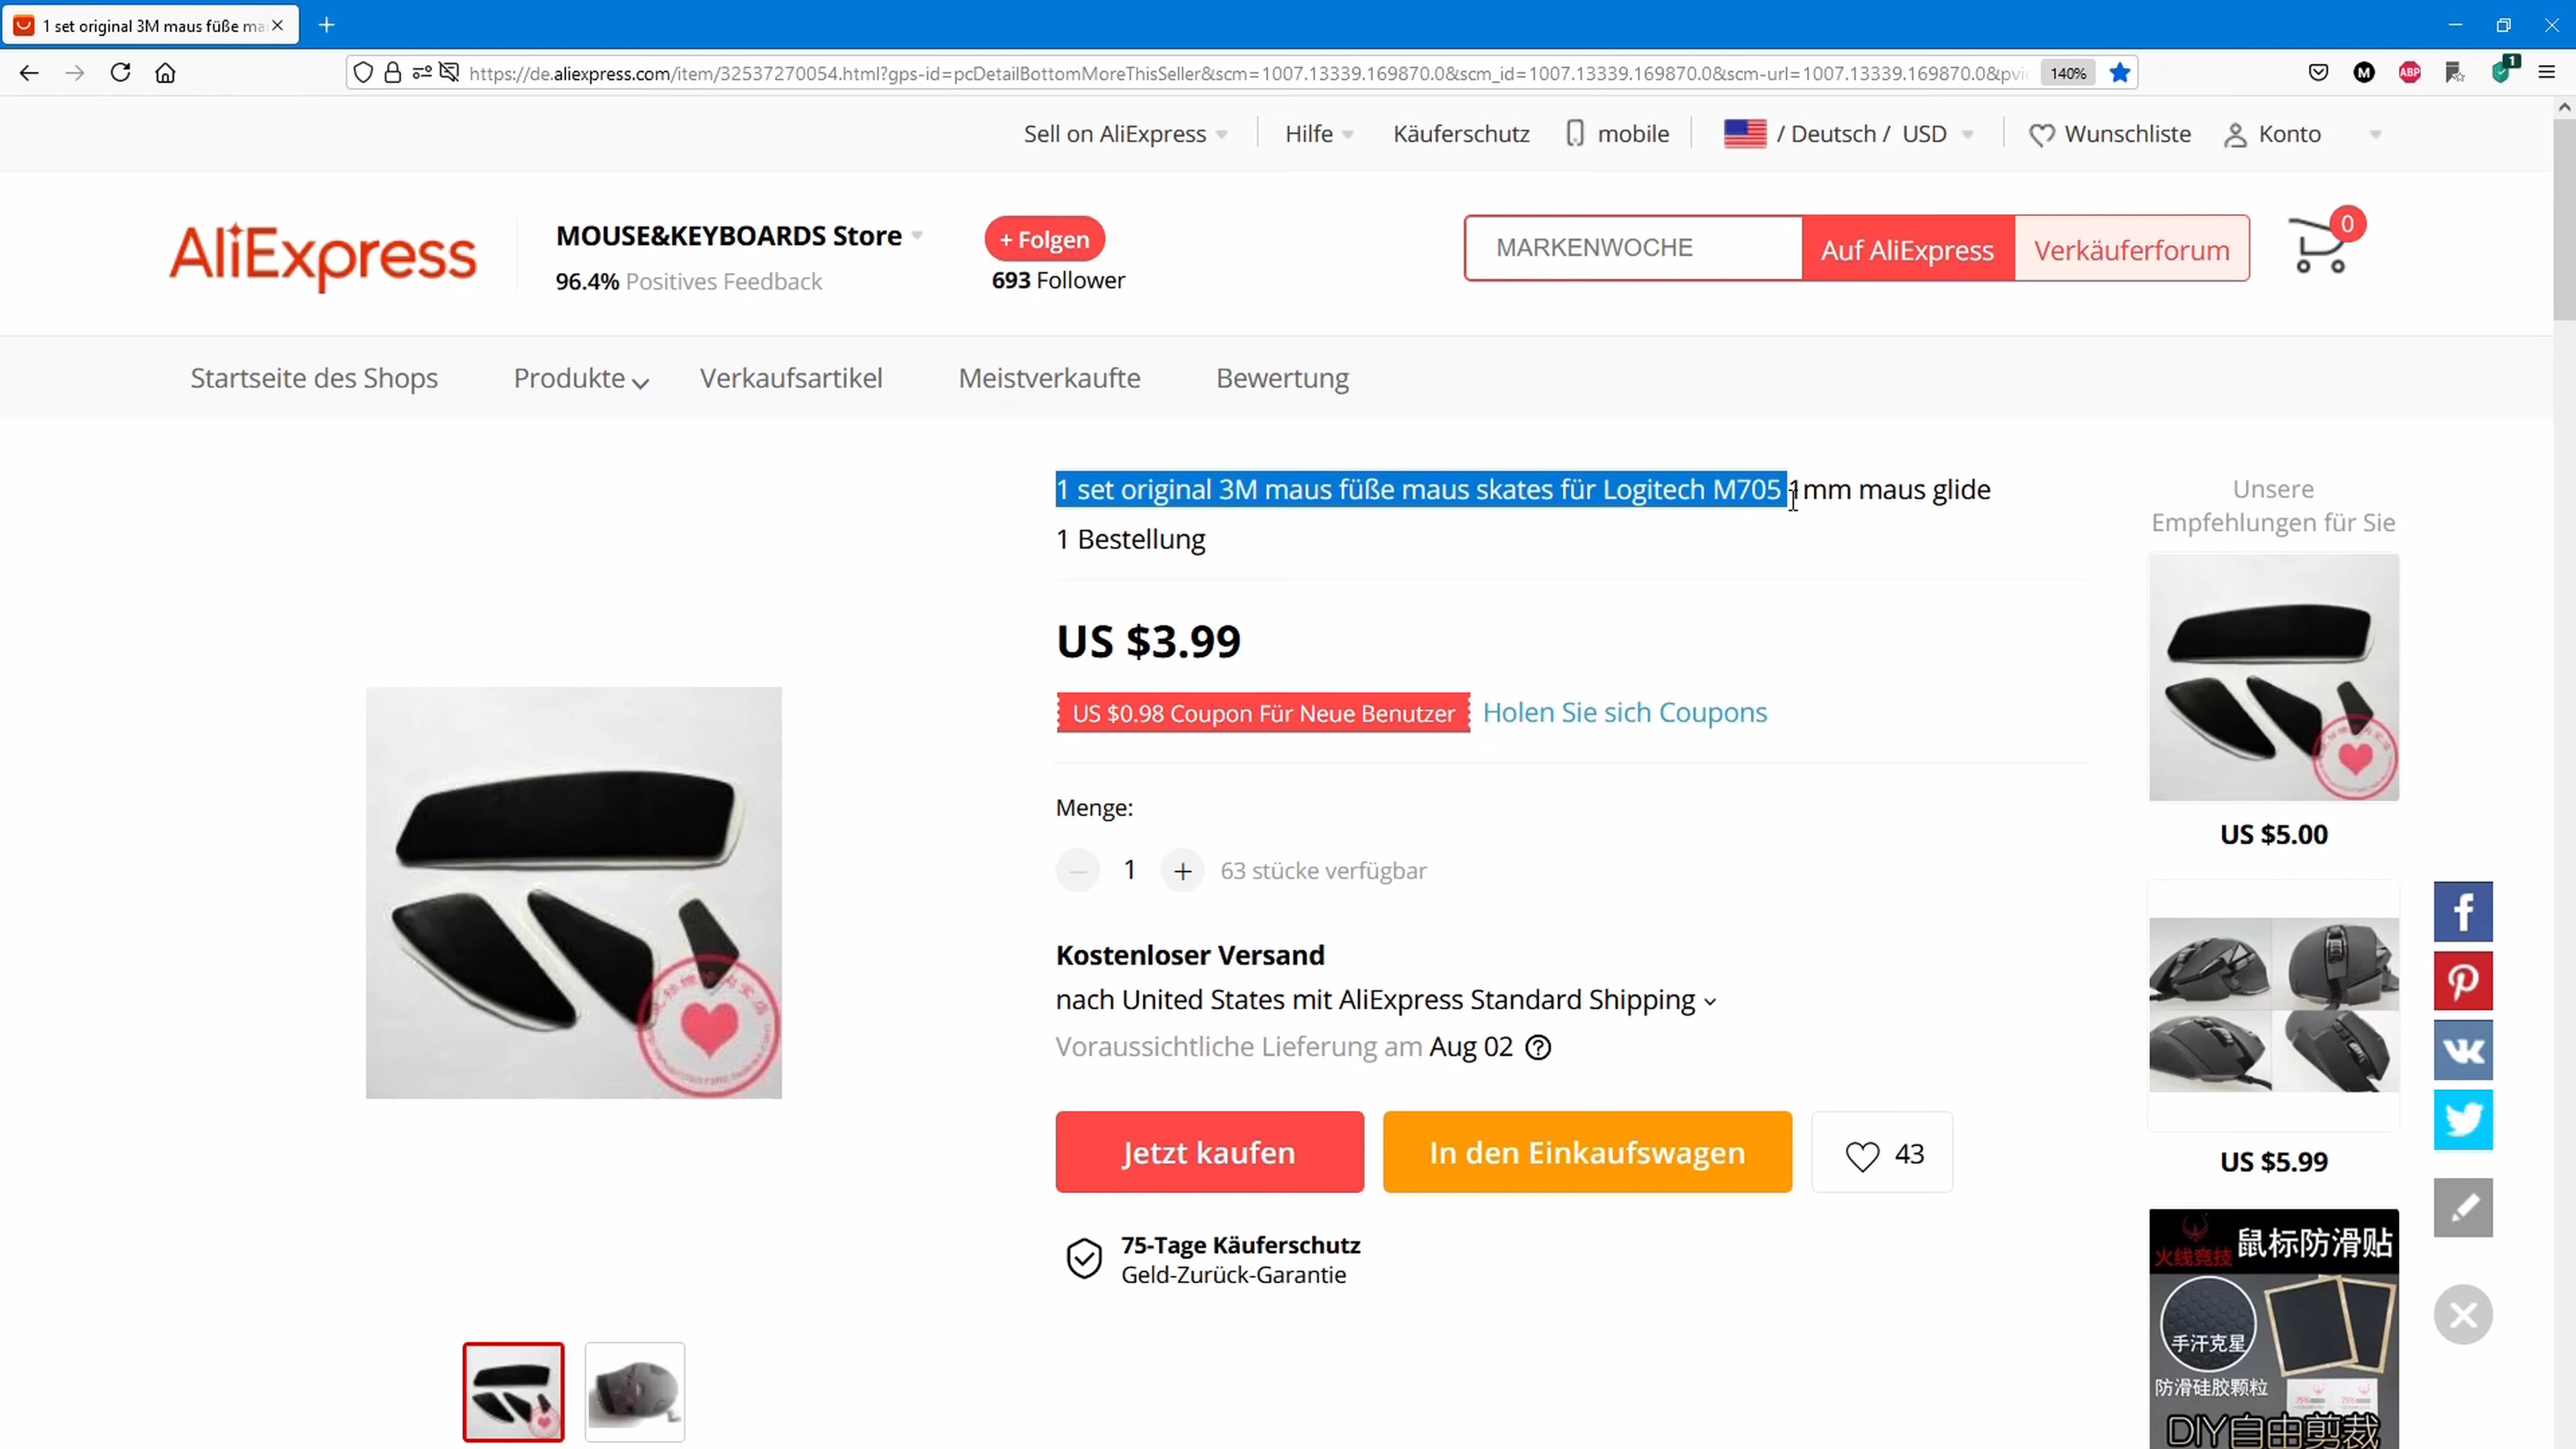 1 set original 3M maus füße ma
https://de.aliexpress.com/item/32537270054.html?gps-id=pcDetailBottomMoreThisSeller&scm=1007.13339.169870.0&scm_id=1007.13339.169870.0&scm-url=1007.13339.169870.0&pvi
140%
M
ABP
1
Sell on AliExpress
Hilfe
Käuferschutz
mobile
/ Deutsch / USD
Wunschliste
Konto
AliExpress
MOUSE&KEYBOARDS Store
96.4% Positives Feedback
+ Folgen
693 Follower
MARKENWOCHE
Auf AliExpress
Verkäuferforum
0
Startseite des Shops
Produkte
Verkaufsartikel
Meistverkaufte
Bewertung
1 set original 3M maus füße maus skates für Logitech M705 1mm maus glide
1 Bestellung
US $3.99
US $0.98 Coupon Für Neue Benutzer
Holen Sie sich Coupons
Menge:
1
63 stücke verfügbar
Kostenloser Versand
nach United States mit AliExpress Standard Shipping
Voraussichtliche Lieferung am Aug 02
Jetzt kaufen
In den Einkaufswagen
43
75-Tage Käuferschutz
Geld-Zurück-Garantie
Unsere
Empfehlungen für Sie
US $5.00
US $5.99
火线竞技
鼠标防滑贴
手汗克星
防滑硅胶颗粒
DIY自由剪裁